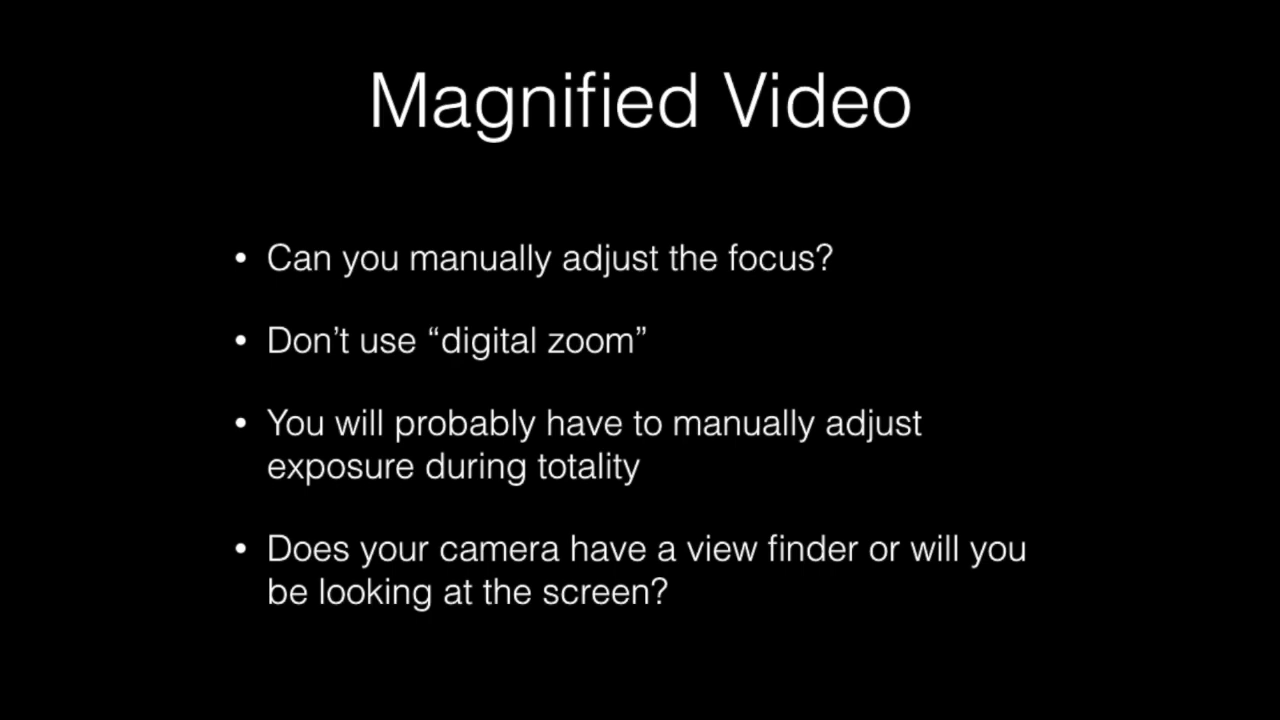 Magnified Video
• Can you manually adjust the focus?
• Don’t use “digital zoom”
• You will probably have to manually adjust
exposure during totality
• Does your camera have a view finder or will you
be looking at the screen?